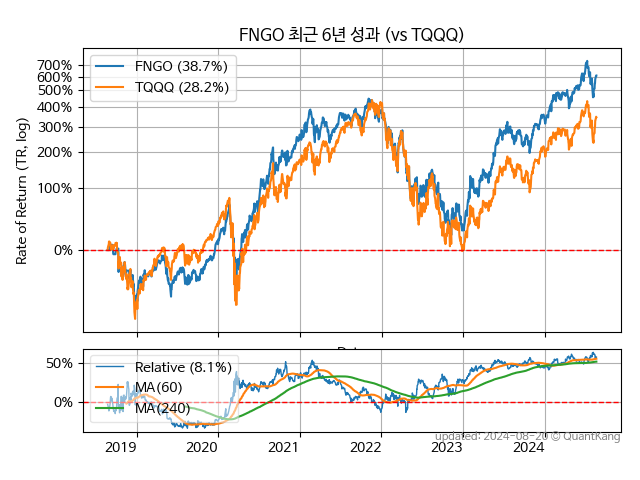 FNGO 최근 6년 성과 (vs TQQQ)
Rate of Return (TR, log)
700%
600%
500%
400%
300%
200%
100%
0%
FNGO (38.7%)
TQQQ (28.2%)
50%
0%
Relative (8.1%)
MA(60)
MA(240)
2019
2020
2021
2022
2023
2024
updated: 2024-08-20 © QuantKang